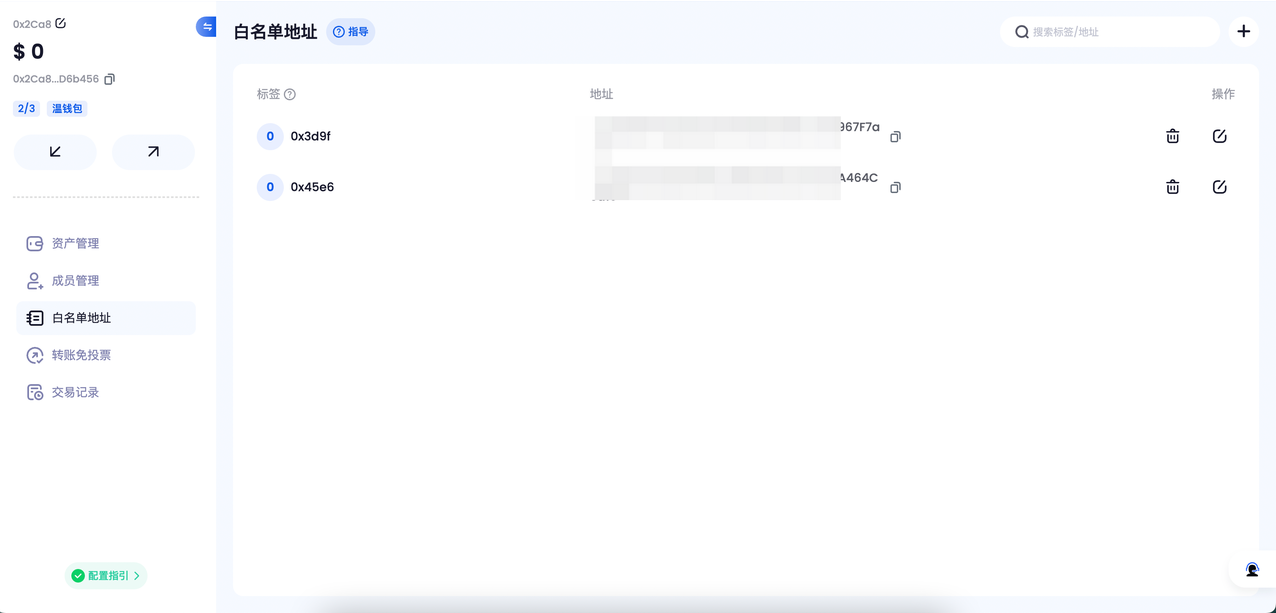 0x2Ca8
$ 0
0x2Ca8...D6b456
2/3 温钱包
资产管理
成员管理
白名单地址
转账免投票
交易记录
配置指引
白名单地址 指导
搜索标签/地址
标签 地址 操作
0 0x3d9f 967F7a
0 0x45e6 A464C